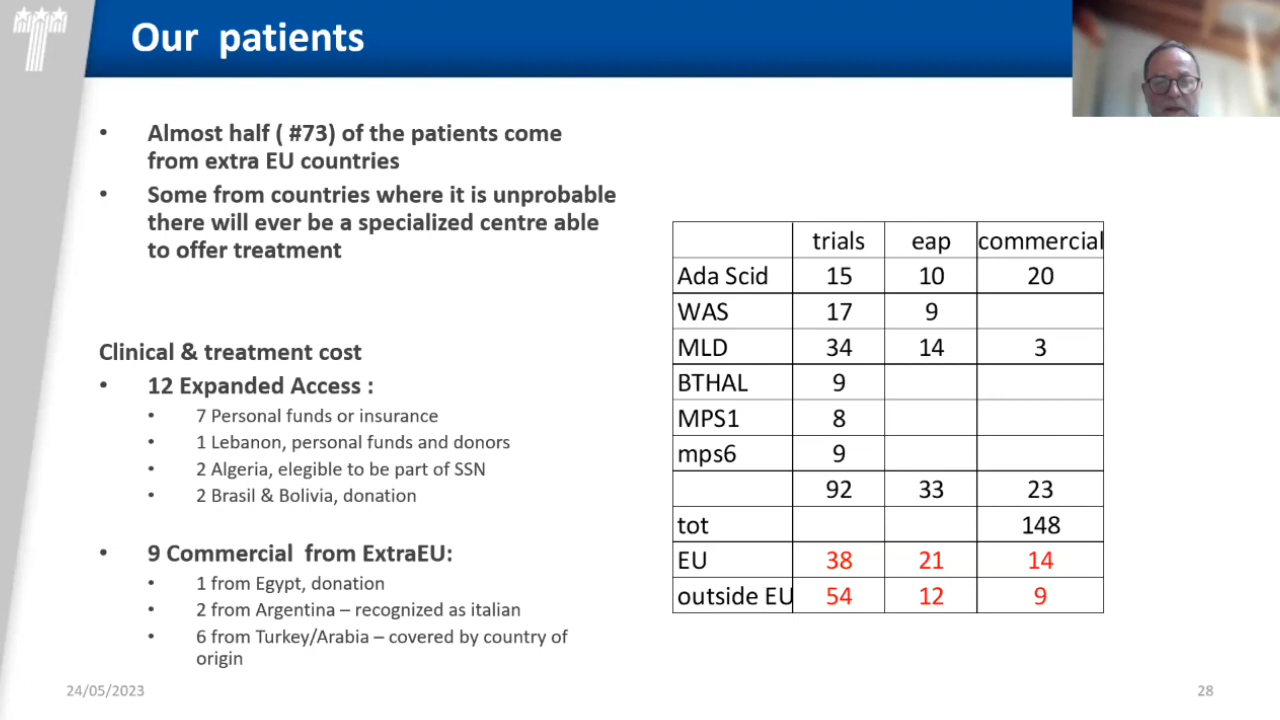 Our patients
• Almost half ( #73) of the patients come
from extra EU countries
• Some from countries where it is unprobable
there will ever be a specialized centre able
to offer treatment
Clinical & treatment cost
• 12 Expanded Access :
• 7 Personal funds or insurance
• 1 Lebanon, personal funds and donors
• 2 Algeria, elegible to be part of SSN
• 2 Brasil & Bolivia, donation
• 9 Commercial from ExtraEU:
• 1 from Egypt, donation
• 2 from Argentina – recognized as italian
• 6 from Turkey/Arabia – covered by country of
origin
trials eap commercial
Ada Scid 15 10 20
WAS 17 9
MLD 34 14 3
BTHAL 9
MPS1 8
mps6 9
92 33 23
tot 148
EU 38 21 14
outside EU 54 12 9
24/05/2023
28